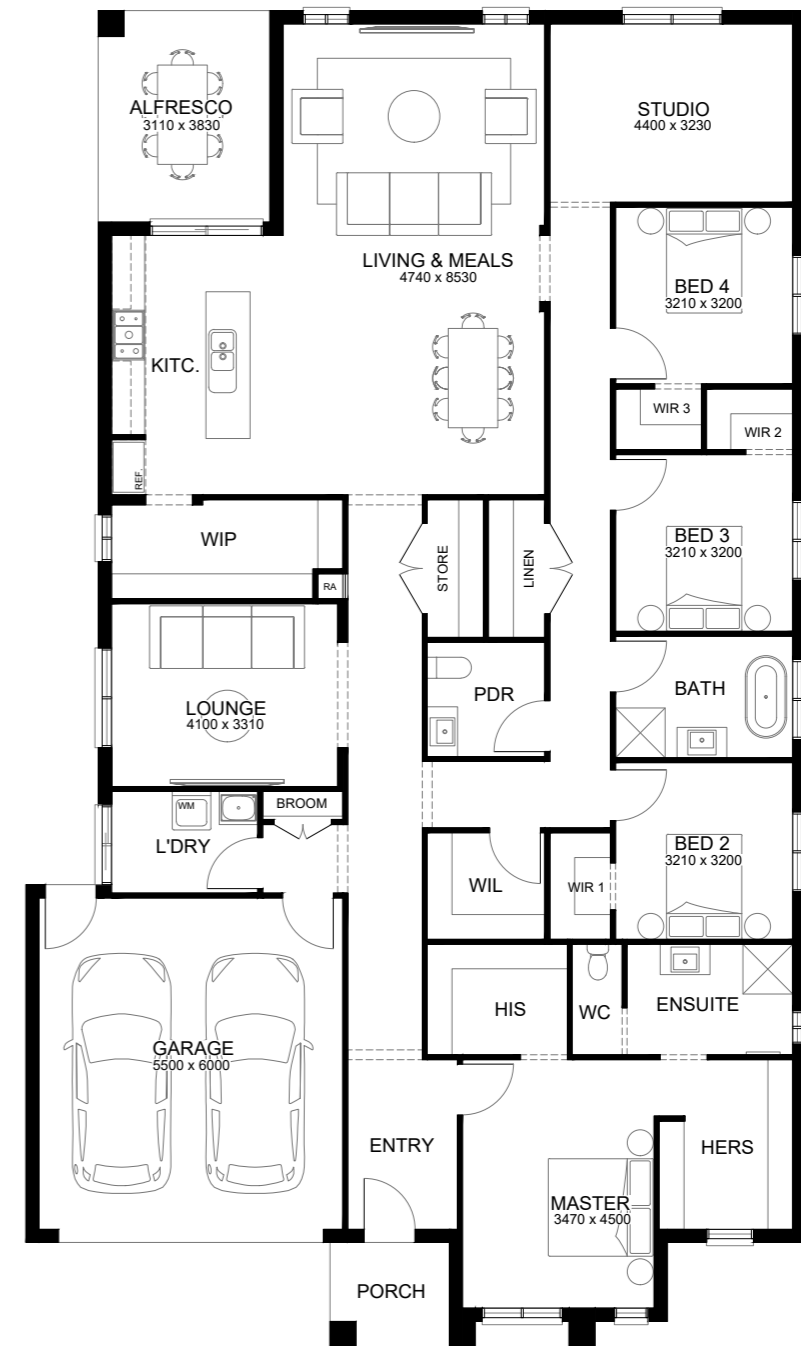 ALFRESCO
3110 x 3830
STUDIO
4400 x 3230
LIVING & MEALS
4740 x 8530
BED 4
3210 x 3200
KITC.
WIR 3
WIR 2
REF.
WIP
STORE
LINEN
BED 3
3210 x 3200
RA
LOUNGE
4100 x 3310
PDR
BATH
WM
BROOM
L'DRY
BED 2
3210 x 3200
WIL
WIR 1
HIS
WC
ENSUITE
GARAGE
5500 x 6000
ENTRY
HERS
MASTER
3470 x 4500
PORCH